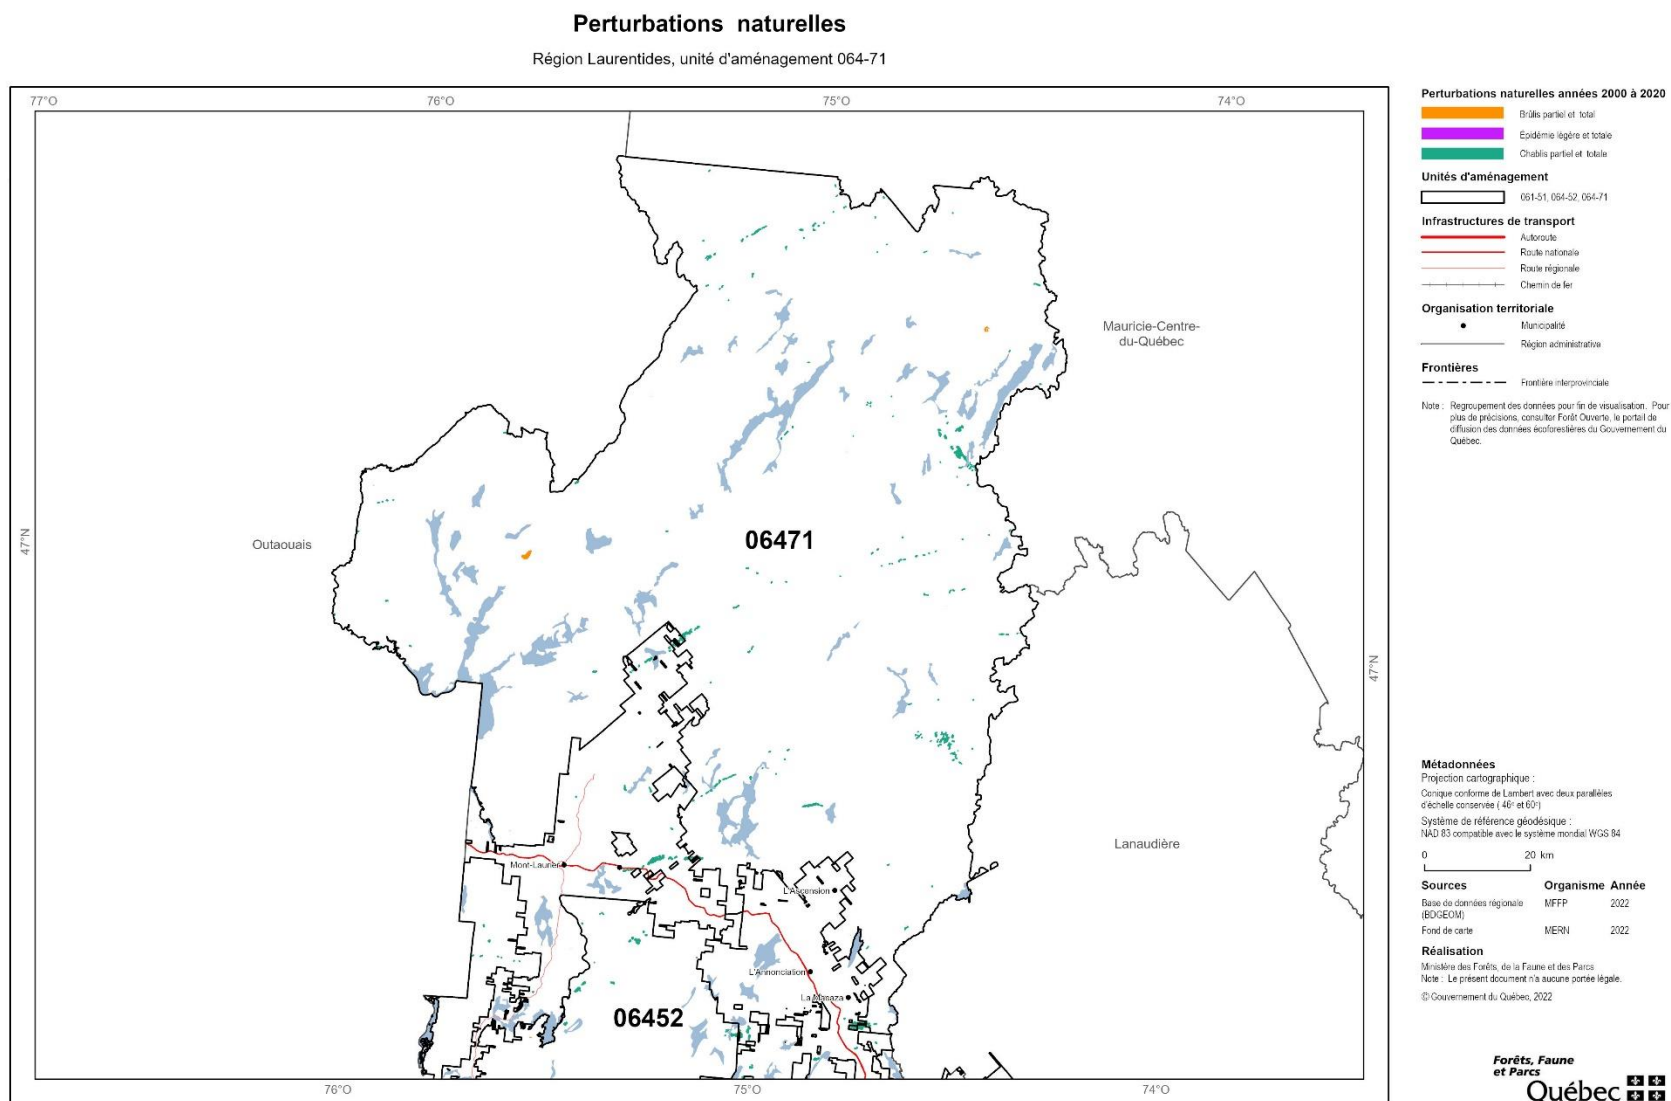 Perturbations naturelles
Région Laurentides, unité d'aménagement 064-71
77°O
76°O
75°O
74°O
Mauricie-Centre-
du-Québec
Outaouais
47°N
06471
47°N
Lanaudière
Mont-Laurier
L'Ascension
L'Annonciation
La Macaza
06452
76°O
75°O
74°O
Perturbations naturelles années 2000 à 2020
Brûlis partiel et total
Épidémie légère et totale
Chablis partiel et totale
Unités d'aménagement
061-51, 064-52, 064-71
Infrastructures de transport
Autoroute
Route nationale
Route régionale
Chemin de fer
Organisation territoriale
Municipalité
Région administrative
Frontières
Frontière interprovinciale
Note : Regroupement des données pour fin de visualisation. Pour
plus de précisions, consulter Forêt Ouverte, le portail de
diffusion des données écoforestières du Gouvernement du
Québec.
Métadonnées
Projection cartographique :
Conique conforme de Lambert avec deux parallèles
d'échelle conservée ( 46° et 60°)
Système de référence géodésique :
NAD 83 compatible avec le système mondial WGS 84
0 20 km
Sources Organisme Année
Base de données régionale MFFP 2022
(BDGEOM)
Fond de carte MERN 2022
Réalisation
Ministère des Forêts, de la Faune et des Parcs
Note : Le présent document n'a aucune portée légale.
© Gouvernement du Québec, 2022
Forêts, Faune
et Parcs
Québec